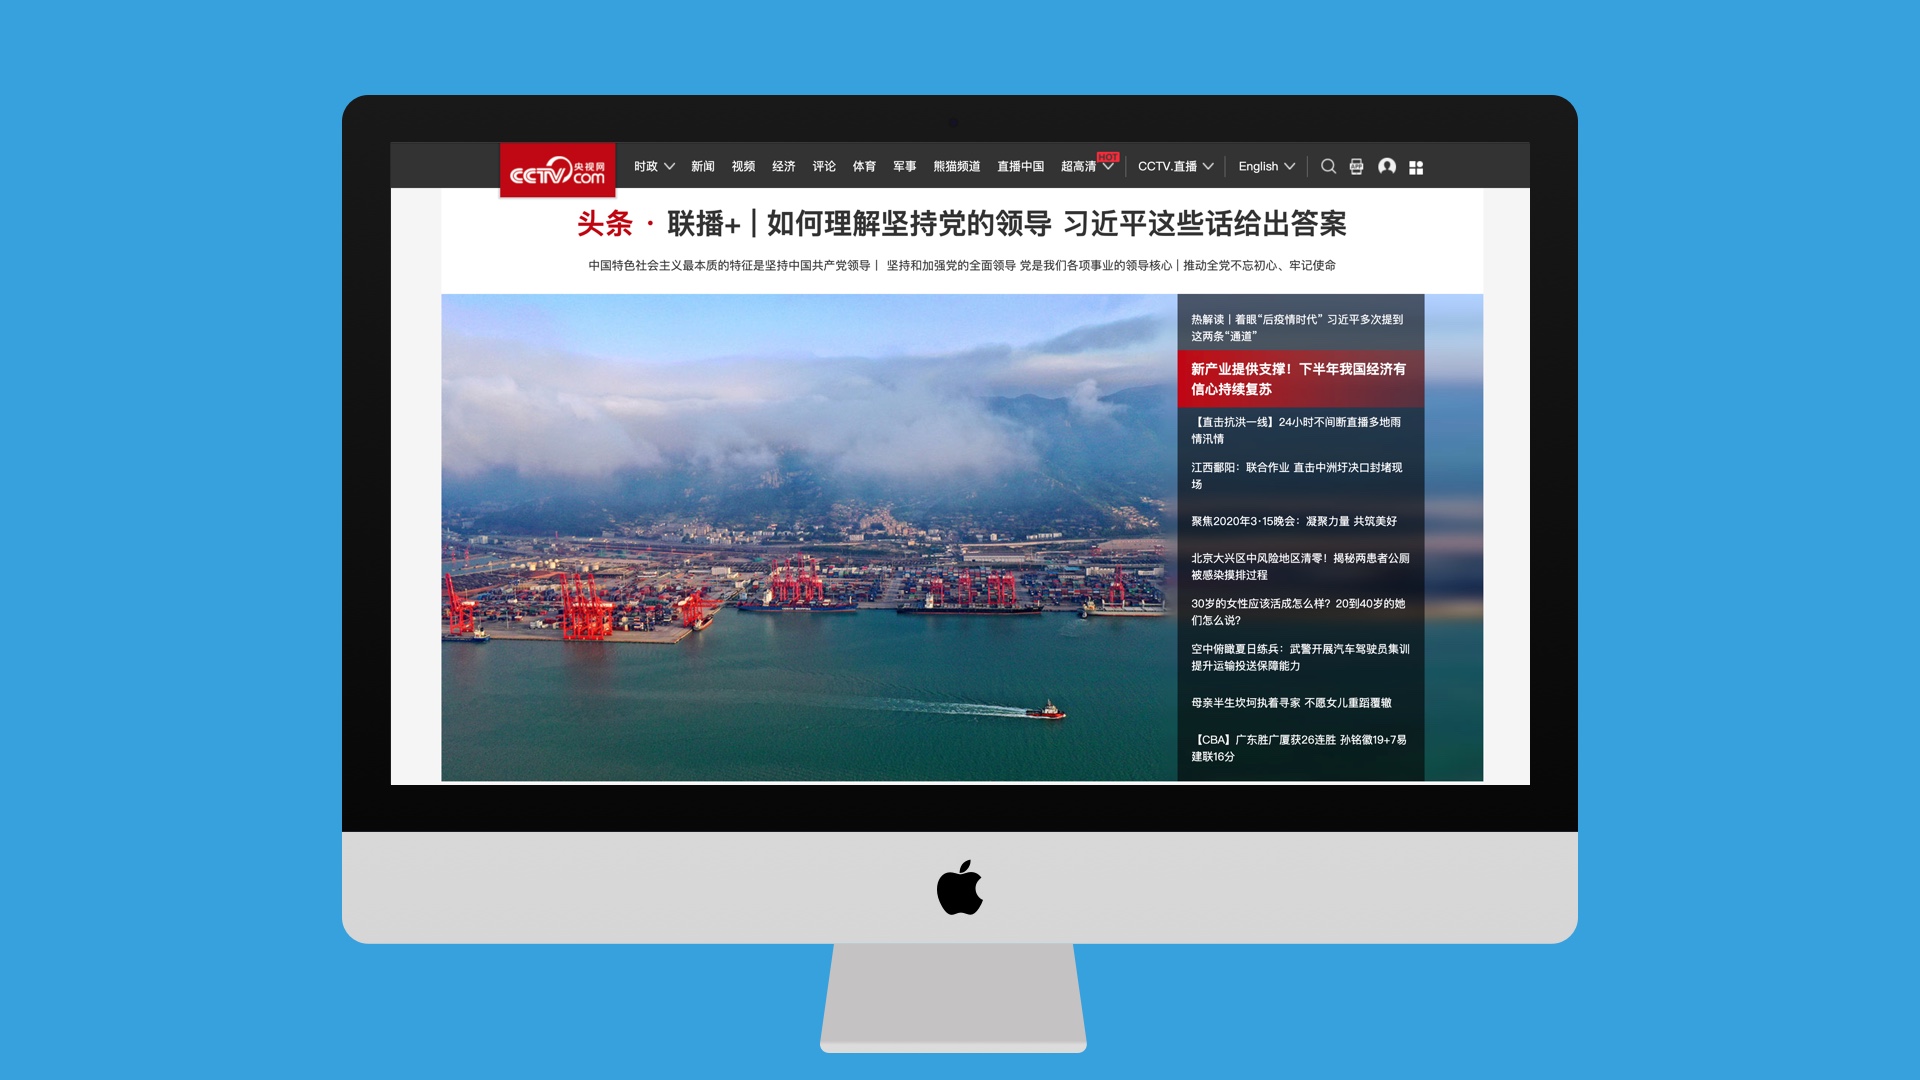 CCTV 央视网
com
时政 新闻 视频 经济 评论 体育 军事 熊猫频道 直播中国 超高清 HOT CCTV.直播 English
头条 · 联播+ | 如何理解坚持党的领导 习近平这些话给出答案
中国特色社会主义最本质的特征是坚持中国共产党领导丨 坚持和加强党的全面领导 党是我们各项事业的领导核心 | 推动全党不忘初心、牢记使命
热解读丨着眼“后疫情时代” 习近平多次提到
这两条“通道”
新产业提供支撑！下半年我国经济有
信心持续复苏
【直击抗洪一线】24小时不间断直播多地雨
情汛情
江西鄱阳：联合作业 直击中洲圩决口封堵现
场
聚焦2020年3·15晚会：凝聚力量 共筑美好
北京大兴区中风险地区清零！揭秘两患者公厕
被感染摸排过程
30岁的女性应该活成怎么样？20到40岁的她
们怎么说？
空中俯瞰夏日练兵：武警开展汽车驾驶员集训
提升运输投送保障能力
母亲半生坎坷执着寻家 不愿女儿重蹈覆辙
【CBA】广东胜广厦获26连胜 孙铭徽19+7易
建联16分